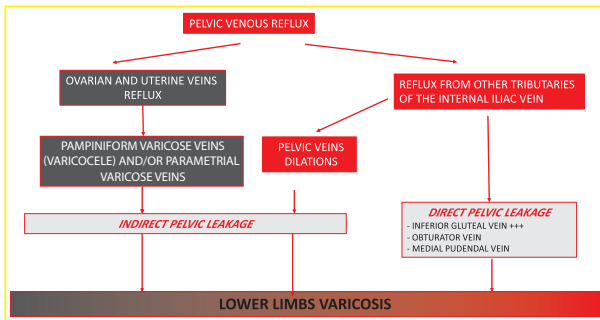 PELVIC VENOUS REFLUX
OVARIAN AND UTERINE VEINS
REFLUX
REFLUX FROM OTHER TRIBUTARIES
OF THE INTERNAL ILIAC VEIN
PAMPINIFORM VARICOSE VEINS
(VARICOCELE) AND/OR PARAMETRIAL
VARICOSE VEINS
PELVIC VEINS
DILATIONS
INDIRECT PELVIC LEAKAGE
DIRECT PELVIC LEAKAGE
- INFERIOR GLUTEAL VEIN +++
- OBTURATOR VEIN
- MEDIAL PUDENDAL VEIN
LOWER LIMBS VARICOSIS